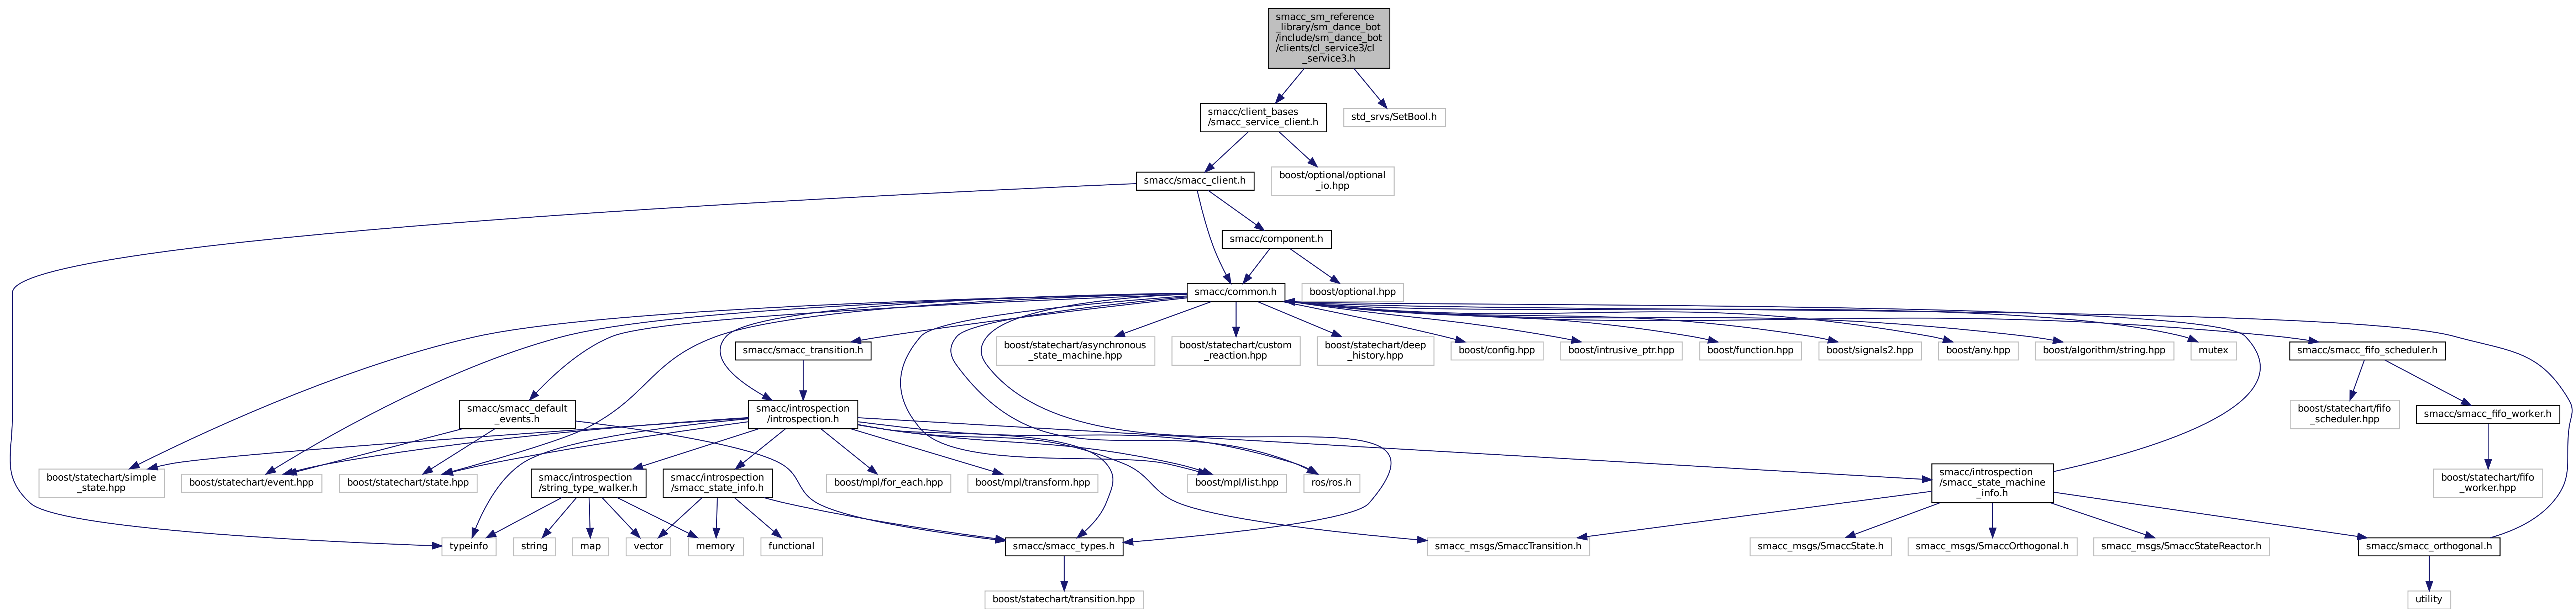 smacc_sm_reference
_library/sm_dance_bot
/include/sm_dance_bot
/clients/cl_service3/cl
_service3.h
smacc/client_bases
/smacc_service_client.h
std_srvs/SetBool.h
smacc/smacc_client.h
boost/optional/optional
_io.hpp
smacc/component.h
smacc/common.h
boost/optional.hpp
smacc/smacc_transition.h
boost/statechart/asynchronous
_state_machine.hpp
boost/statechart/custom
_reaction.hpp
boost/statechart/deep
_history.hpp
boost/config.hpp
boost/intrusive_ptr.hpp
boost/function.hpp
boost/signals2.hpp
boost/any.hpp
boost/algorithm/string.hpp
mutex
smacc/smacc_fifo_scheduler.h
smacc/smacc_default
_events.h
smacc/introspection
/introspection.h
boost/statechart/fifo
_scheduler.hpp
smacc/smacc_fifo_worker.h
boost/statechart/simple
_state.hpp
boost/statechart/event.hpp
boost/statechart/state.hpp
smacc/introspection
/string_type_walker.h
smacc/introspection
/smacc_state_info.h
boost/mpl/for_each.hpp
boost/mpl/transform.hpp
boost/mpl/list.hpp
ros/ros.h
smacc/introspection
/smacc_state_machine
_info.h
boost/statechart/fifo
_worker.hpp
typeinfo
string
map
vector
memory
functional
smacc/smacc_types.h
smacc_msgs/SmaccTransition.h
smacc_msgs/SmaccState.h
smacc_msgs/SmaccOrthogonal.h
smacc_msgs/SmaccStateReactor.h
smacc/smacc_orthogonal.h
boost/statechart/transition.hpp
utility